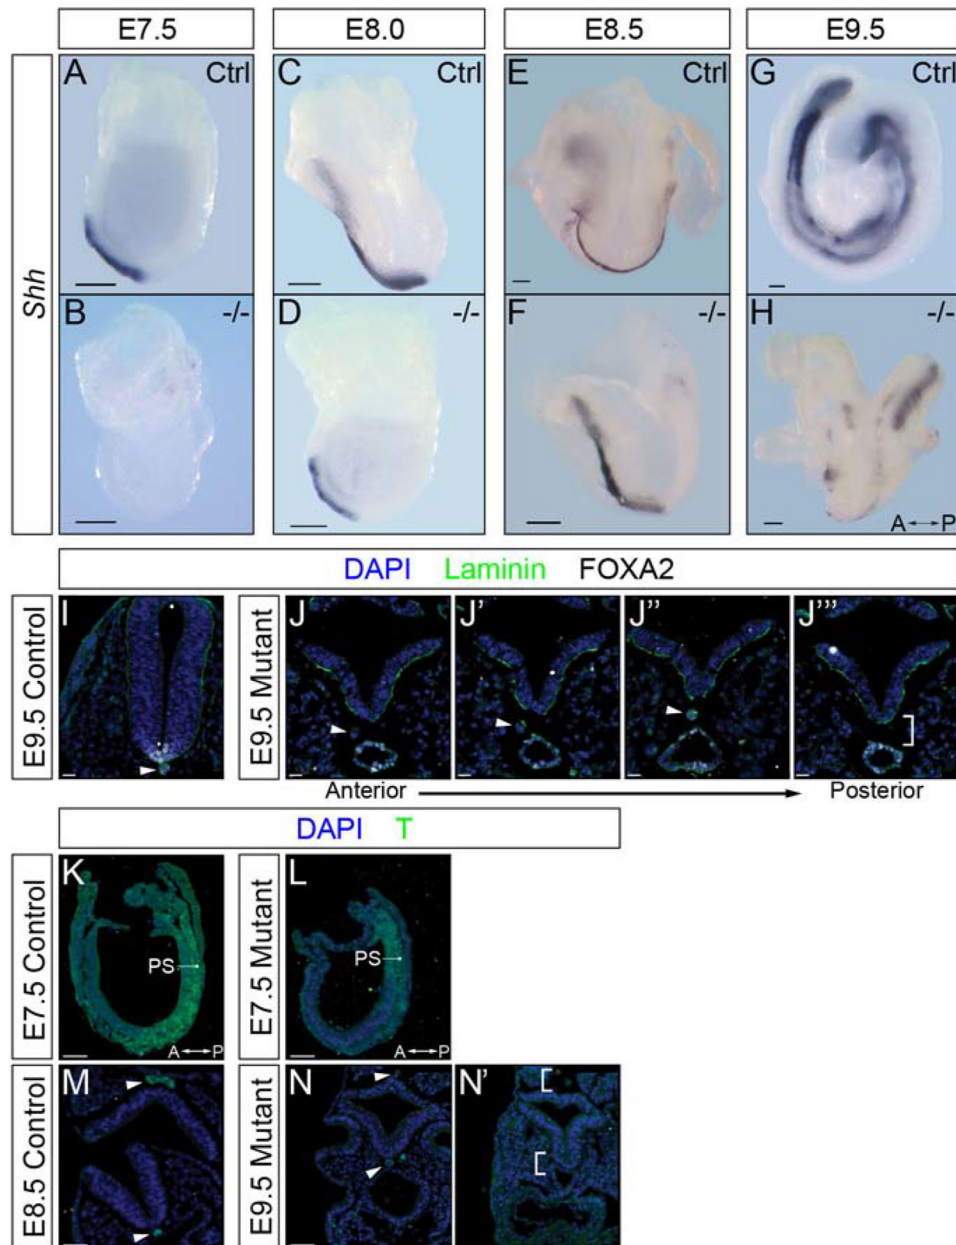 E7.5 E8.0 E8.5 E9.5
Shh
A Ctrl C Ctrl E Ctrl G Ctrl
B -/- D -/- F -/- H -/-
A P
DAPI Laminin FOXA2
E9.5 Control
I
E9.5 Mutant
J J' J'' J'''
Anterior Posterior
DAPI T
E7.5 Control
K
PS
A P
E7.5 Mutant
L
PS
A P
E8.5 Control
M
E9.5 Mutant
N N'